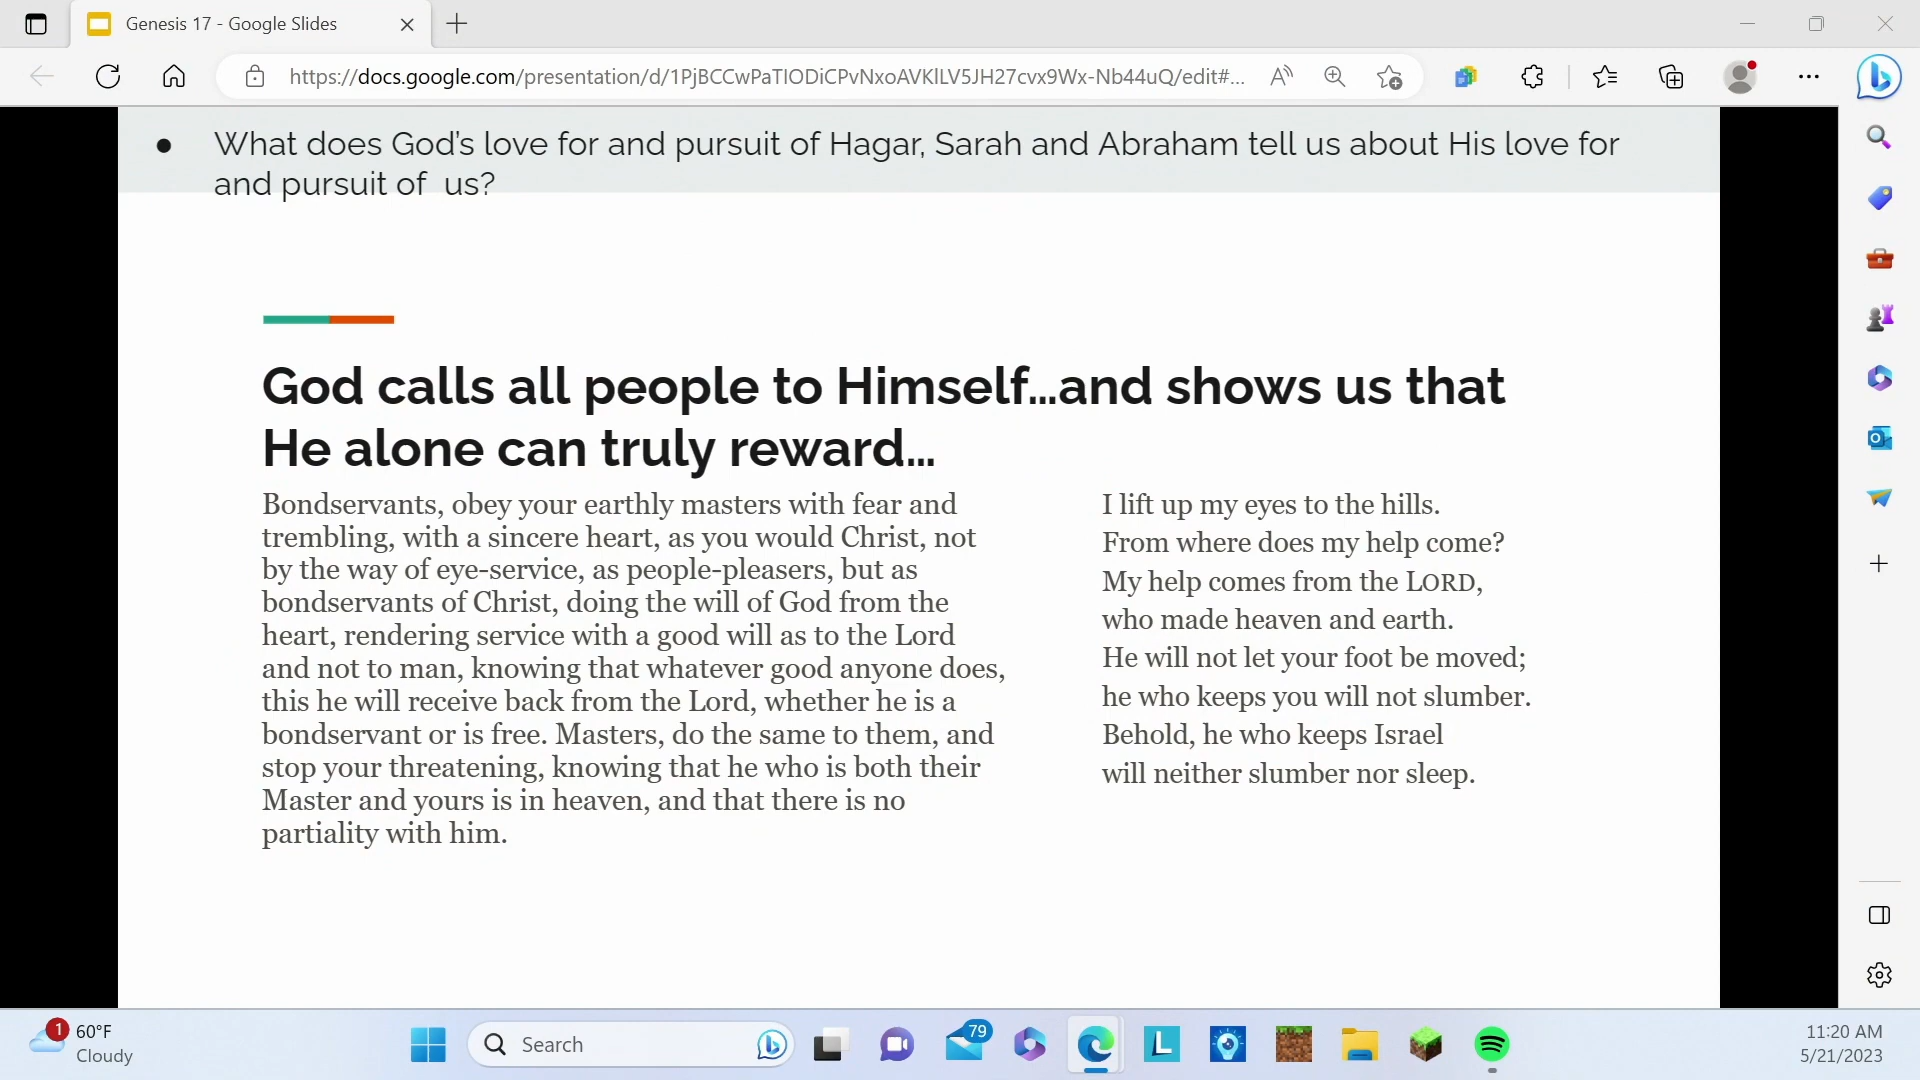 Genesis 17 - Google Slides
https://docs.google.com/presentation/d/1PjBCCwPaTIODiCPvNxoAVKlLV5JH27cvx9Wx-Nb44uQ/edit#...
• What does God’s love for and pursuit of Hagar, Sarah and Abraham tell us about His love for
and pursuit of  us?
God calls all people to Himself…and shows us that
He alone can truly reward…
Bondservants, obey your earthly masters with fear and
trembling, with a sincere heart, as you would Christ, not
by the way of eye-service, as people-pleasers, but as
bondservants of Christ, doing the will of God from the
heart, rendering service with a good will as to the Lord
and not to man, knowing that whatever good anyone does,
this he will receive back from the Lord, whether he is a
bondservant or is free. Masters, do the same to them, and
stop your threatening, knowing that he who is both their
Master and yours is in heaven, and that there is no
partiality with him.
I lift up my eyes to the hills.
From where does my help come?
My help comes from the LORD,
who made heaven and earth.
He will not let your foot be moved;
he who keeps you will not slumber.
Behold, he who keeps Israel
will neither slumber nor sleep.
1
60°F
Cloudy
Search
79
L
11:20 AM
5/21/2023